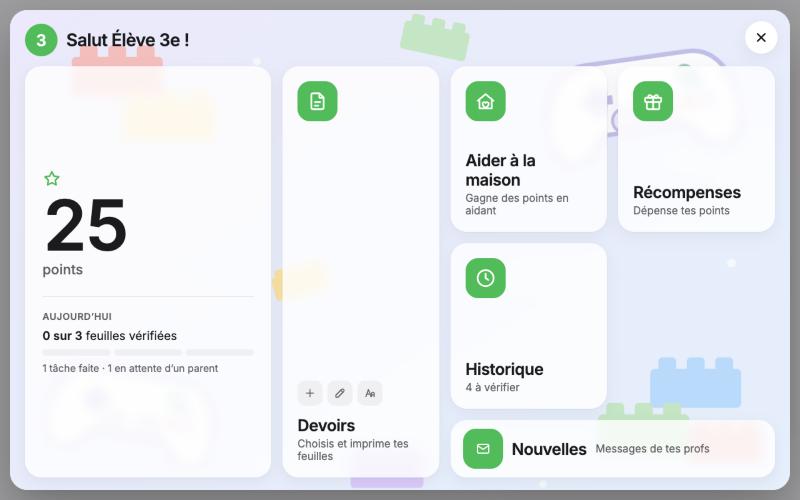 3 Salut Élève 3e !
25
points
AUJOURD'HUI
0 sur 3 feuilles vérifiées
1 tâche faite · 1 en attente d'un parent
Devoirs
Choisis et imprime tes
feuilles
Aider à la
maison
Gagne des points en
aidant
Récompenses
Dépense tes points
Historique
4 à vérifier
Nouvelles Messages de tes profs